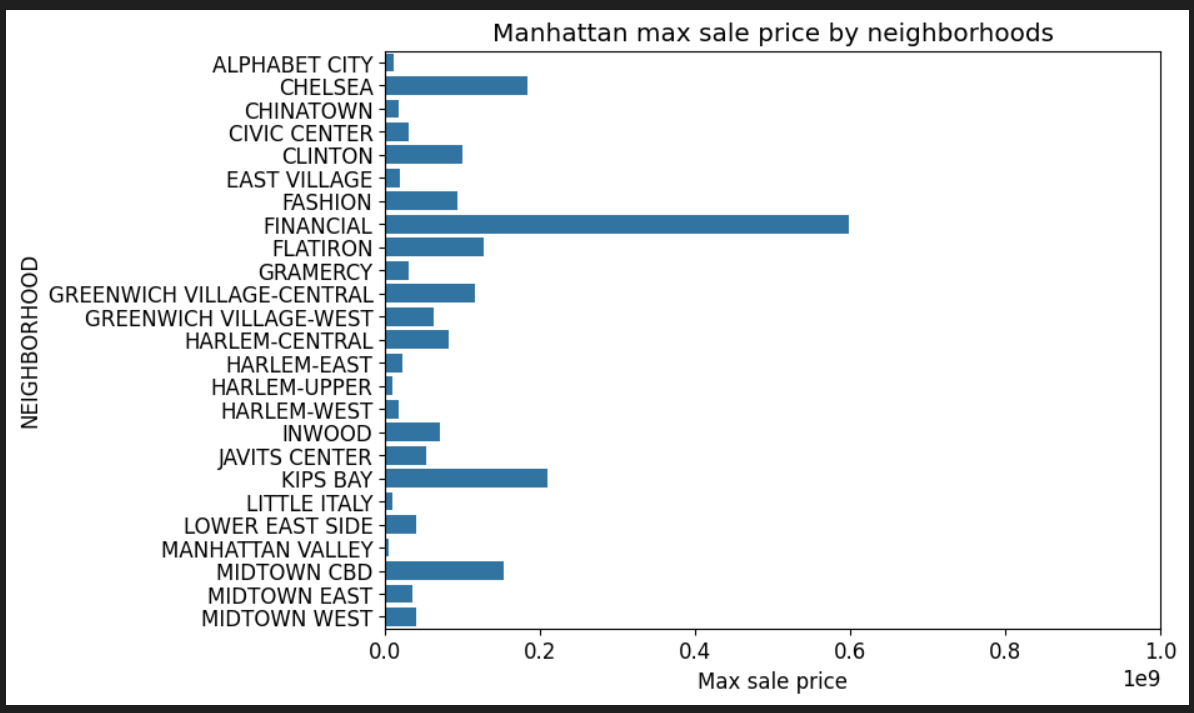 Manhattan max sale price by neighborhoods
NEIGHBORHOOD
ALPHABET CITY
CHELSEA
CHINATOWN
CIVIC CENTER
CLINTON
EAST VILLAGE
FASHION
FINANCIAL
FLATIRON
GRAMERCY
GREENWICH VILLAGE-CENTRAL
GREENWICH VILLAGE-WEST
HARLEM-CENTRAL
HARLEM-EAST
HARLEM-UPPER
HARLEM-WEST
INWOOD
JAVITS CENTER
KIPS BAY
LITTLE ITALY
LOWER EAST SIDE
MANHATTAN VALLEY
MIDTOWN CBD
MIDTOWN EAST
MIDTOWN WEST
0.0 0.2 0.4 0.6 0.8 1.0
Max sale price 1e9